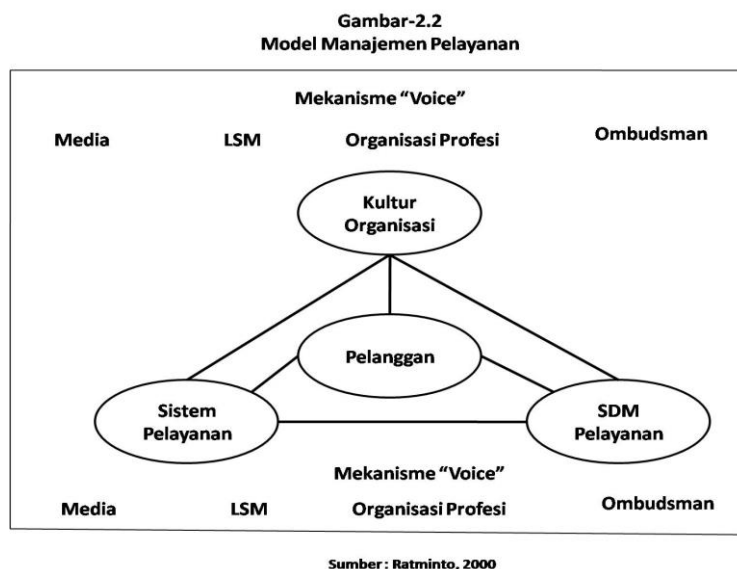 Gambar-2.2
Model Manajemen Pelayanan
Mekanisme “Voice”
Media LSM Organisasi Profesi Ombudsman
Kultur
Organisasi
Pelanggan
Sistem
Pelayanan
SDM
Pelayanan
Mekanisme “Voice”
Media LSM Organisasi Profesi Ombudsman
Sumber : Ratminto, 2000